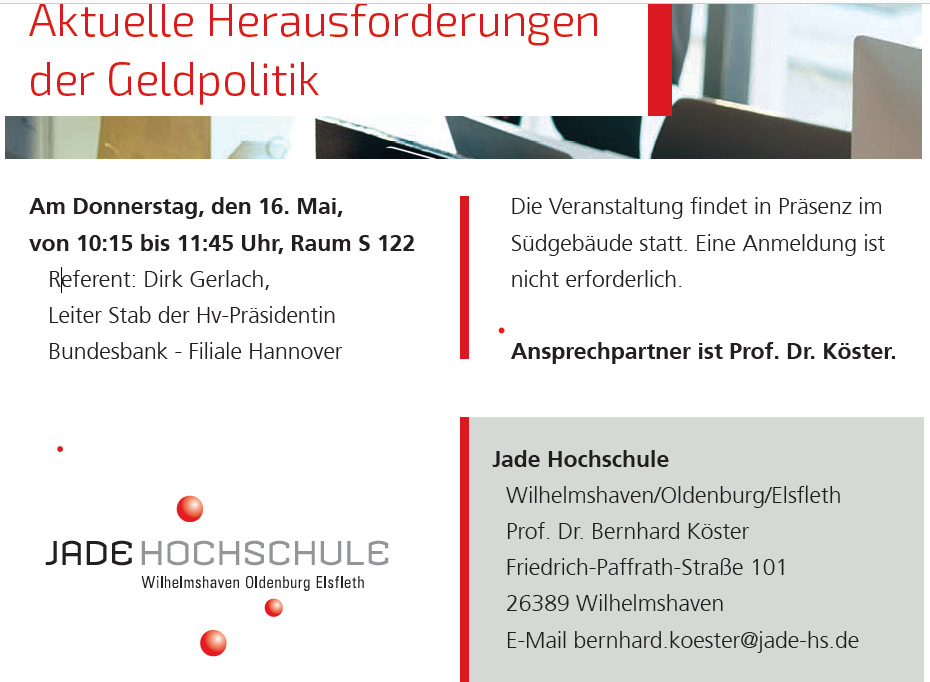 Aktuelle Herausforderungen
der Geldpolitik
Am Donnerstag, den 16. Mai,
von 10:15 bis 11:45 Uhr, Raum S 122
Referent: Dirk Gerlach,
Leiter Stab der Hv-Präsidentin
Bundesbank - Filiale Hannover
Die Veranstaltung findet in Präsenz im
Südgebäude statt. Eine Anmeldung ist
nicht erforderlich.
Ansprechpartner ist Prof. Dr. Köster.
JADE HOCHSCHULE
Wilhelmshaven Oldenburg Elsfleth
Jade Hochschule
Wilhelmshaven/Oldenburg/Elsfleth
Prof. Dr. Bernhard Köster
Friedrich-Paffrath-Straße 101
26389 Wilhelmshaven
E-Mail bernhard.koester@jade-hs.de